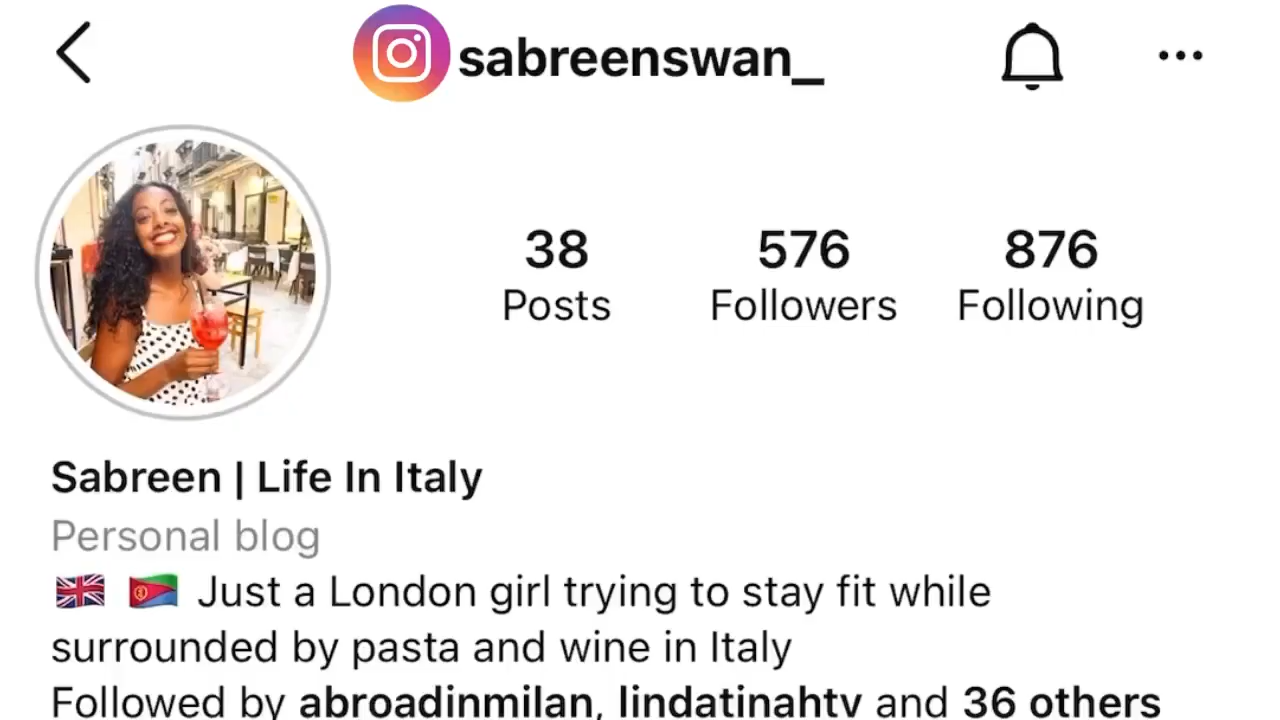 sabreenswan_
38 576 876
Posts Followers Following
Sabreen | Life In Italy
Personal blog
🇬🇧 🇪🇷 Just a London girl trying to stay fit while
surrounded by pasta and wine in Italy
Followed by abroadinmilan, lindatinahtv and 36 others